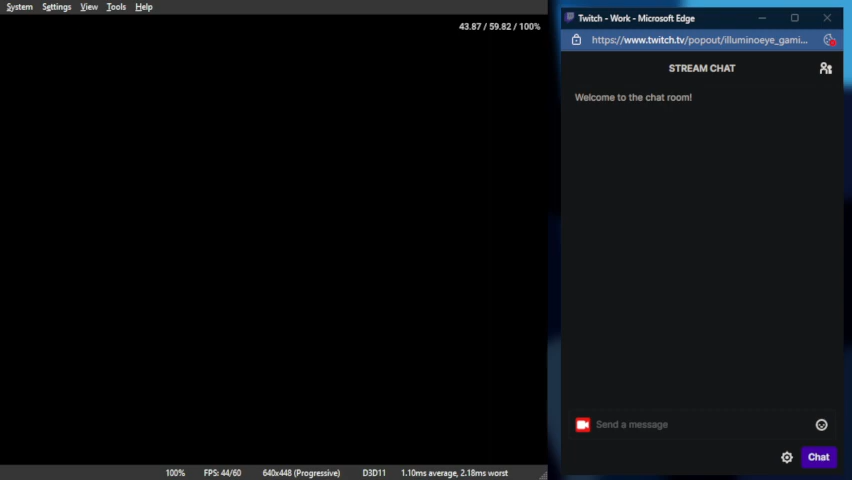 System Settings View Tools Help
43.87 / 59.82 / 100%
100% FPS: 44/60 640x448 (Progressive) D3D11 1.10ms average, 2.18ms worst
Twitch - Work - Microsoft Edge
https://www.twitch.tv/popout/illuminoeye_gami...
STREAM CHAT
Welcome to the chat room!
Send a message
Chat